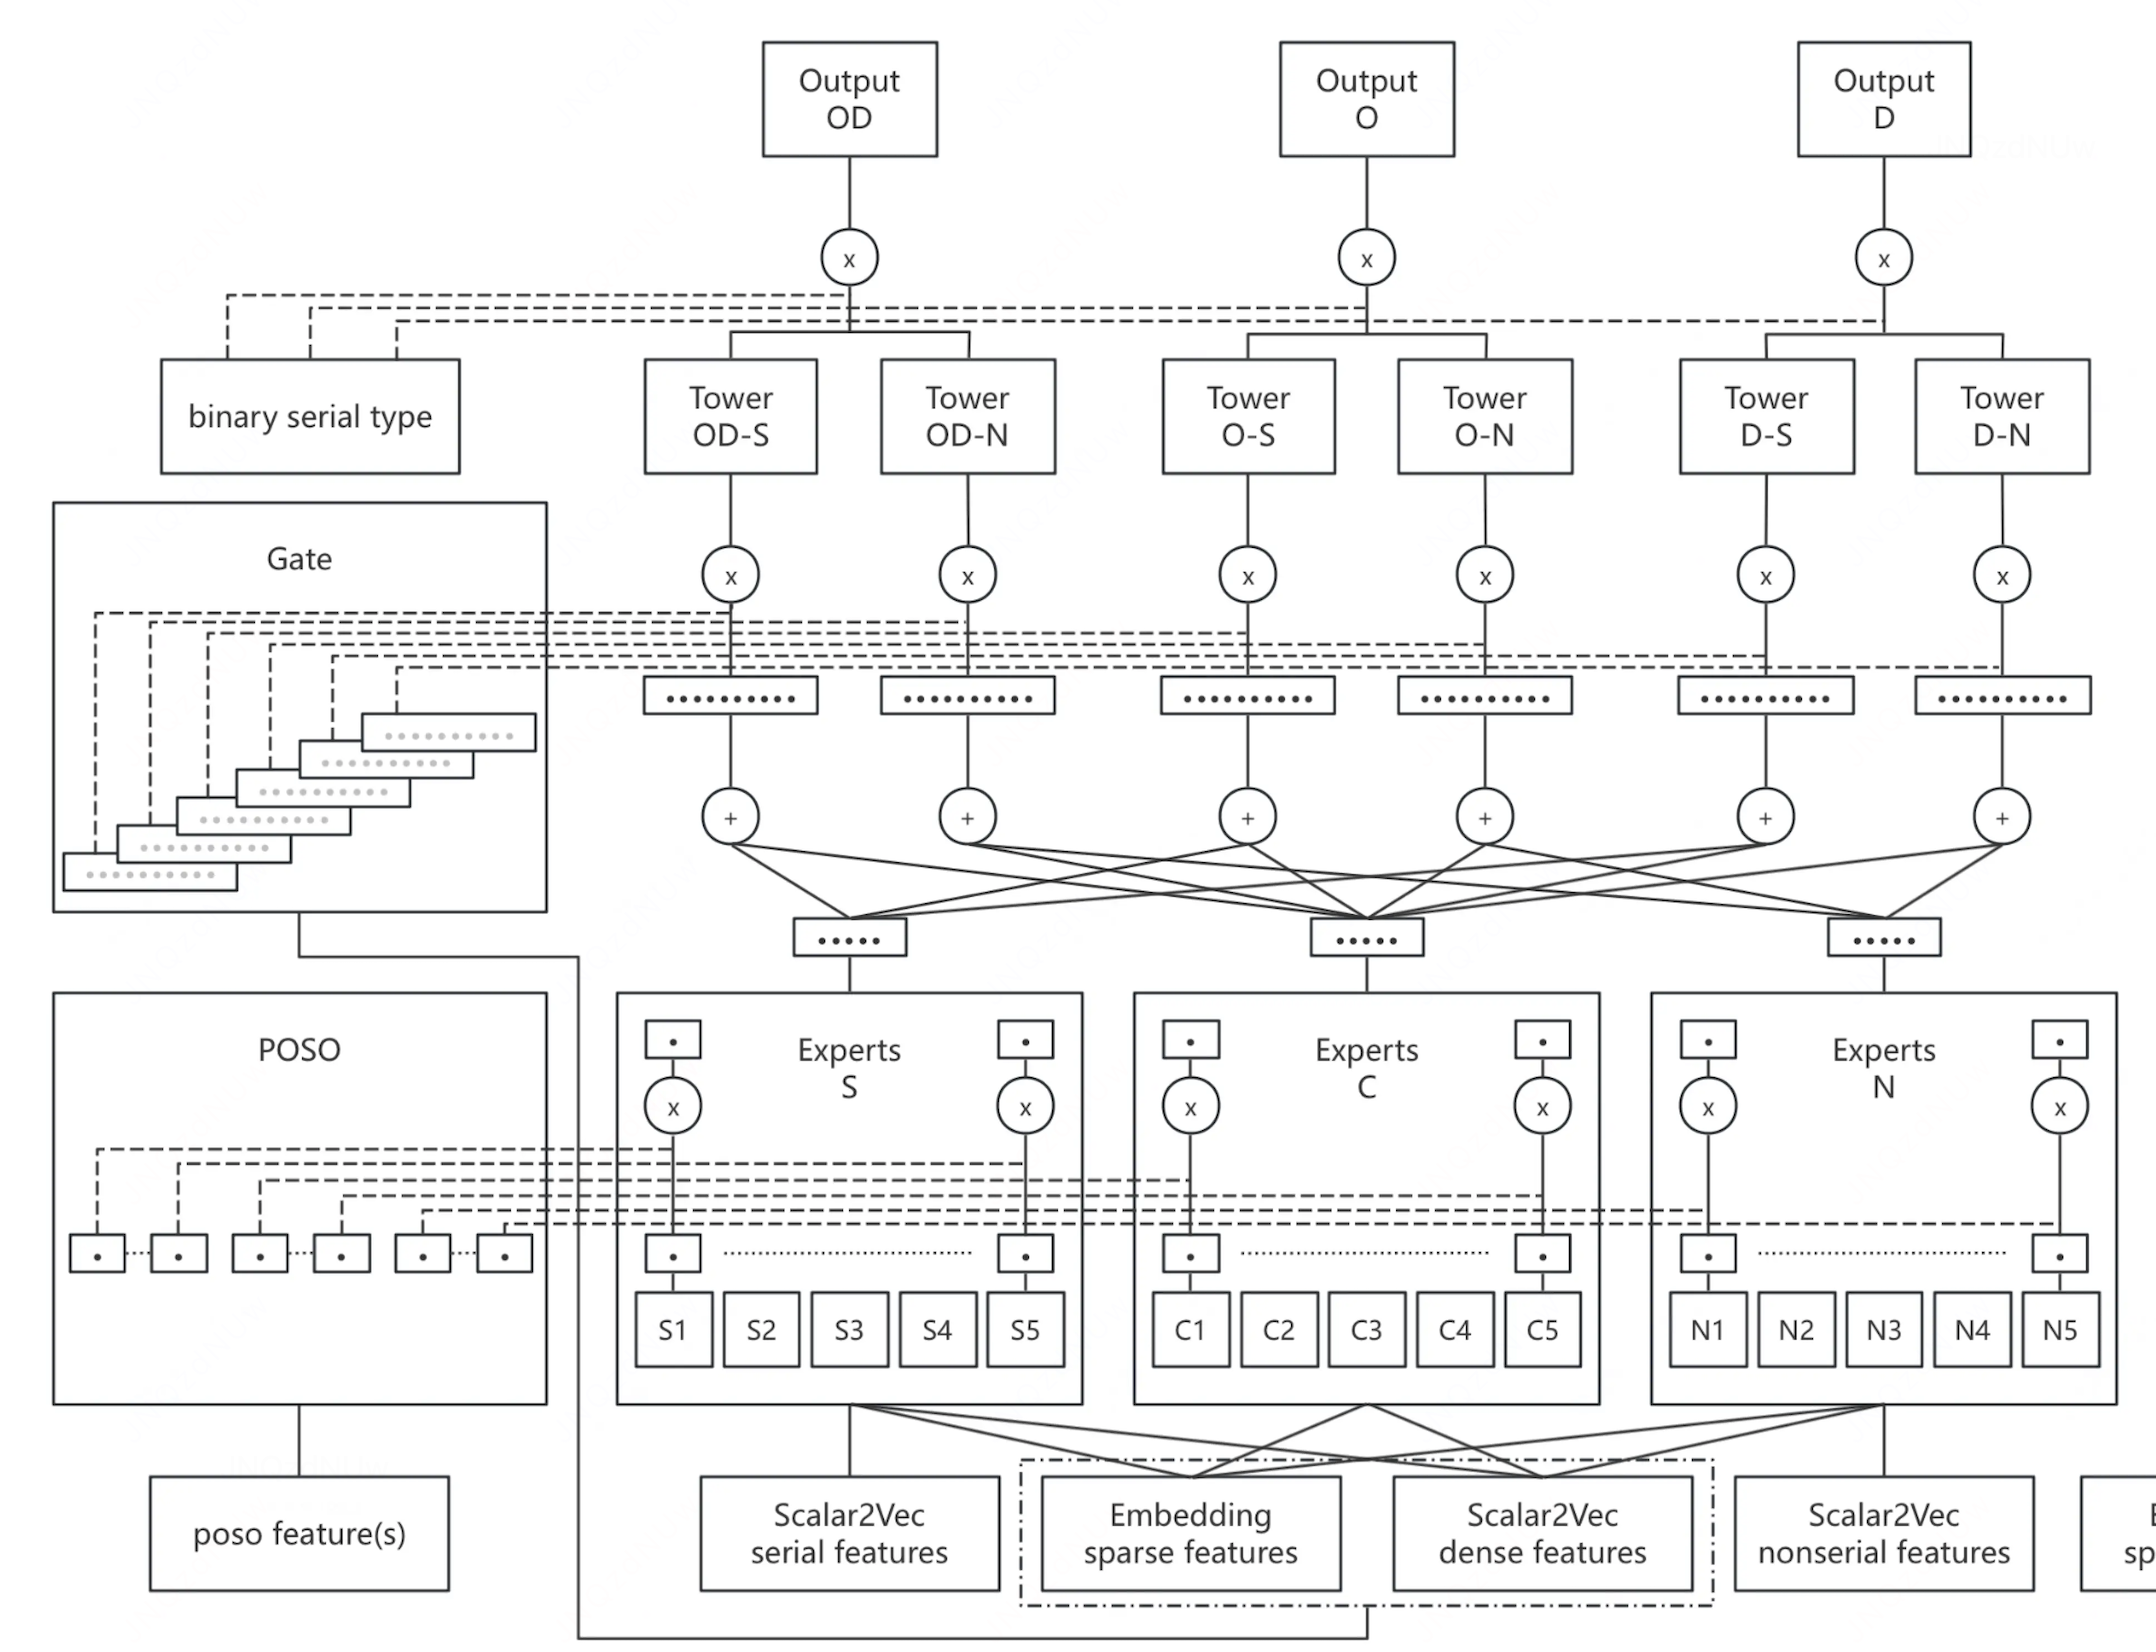 Output
OD
Output
O
Output
D
x
x
x
binary serial type
Tower
OD-S
Tower
OD-N
Tower
O-S
Tower
O-N
Tower
D-S
Tower
D-N
Gate
x
x
x
x
x
x
+
+
+
+
+
+
POSO
Experts
S
x
x
Experts
C
x
x
Experts
N
x
x
S1
S2
S3
S4
S5
C1
C2
C3
C4
C5
N1
N2
N3
N4
N5
poso feature(s)
Scalar2Vec
serial features
Embedding
sparse features
Scalar2Vec
dense features
Scalar2Vec
nonserial features
sp